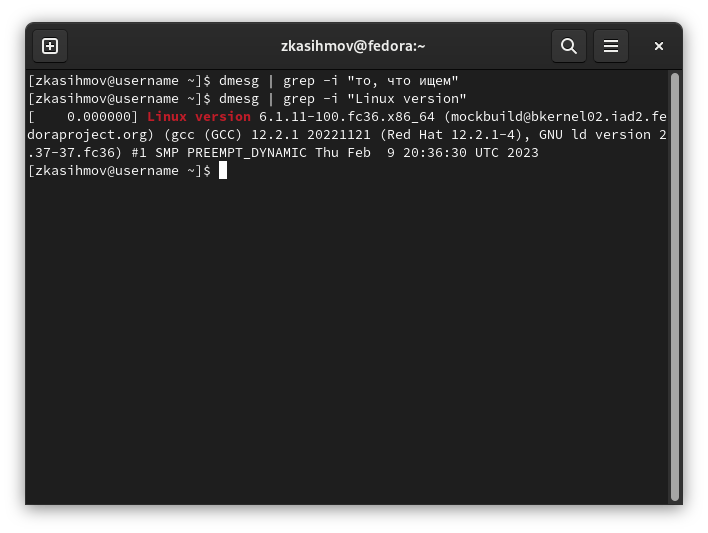 zkasihmov@fedora:~
[zkasihmov@username ~]$ dmesg | grep -i "то, что ищем"
[zkasihmov@username ~]$ dmesg | grep -i "Linux version"
[    0.000000] Linux version 6.1.11-100.fc36.x86_64 (mockbuild@bkernel02.iad2.fe
doraproject.org) (gcc (GCC) 12.2.1 20221121 (Red Hat 12.2.1-4), GNU ld version 2
.37-37.fc36) #1 SMP PREEMPT_DYNAMIC Thu Feb  9 20:36:30 UTC 2023
[zkasihmov@username ~]$